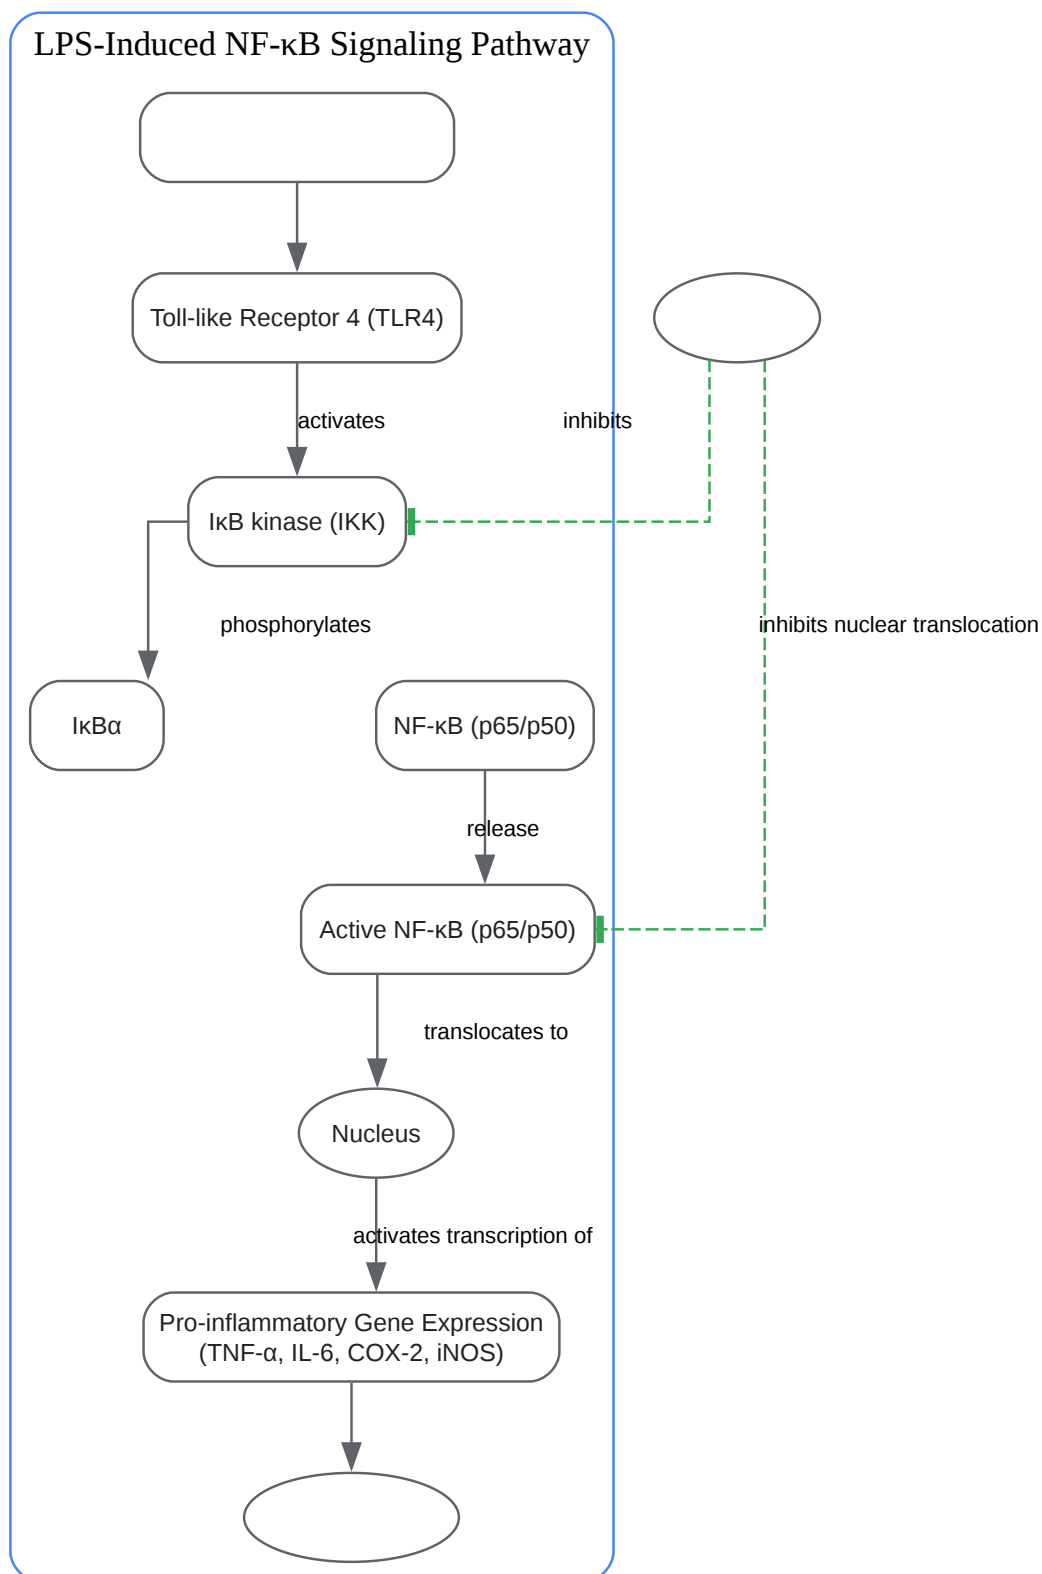 LPS-Induced NF-κB Signaling Pathway
Toll-like Receptor 4 (TLR4)
activates
inhibits
IκB kinase (IKK)
phosphorylates
inhibits nuclear translocation
IκBα
NF-κB (p65/p50)
release
Active NF-κB (p65/p50)
translocates to
Nucleus
activates transcription of
Pro-inflammatory Gene Expression
(TNF-α, IL-6, COX-2, iNOS)